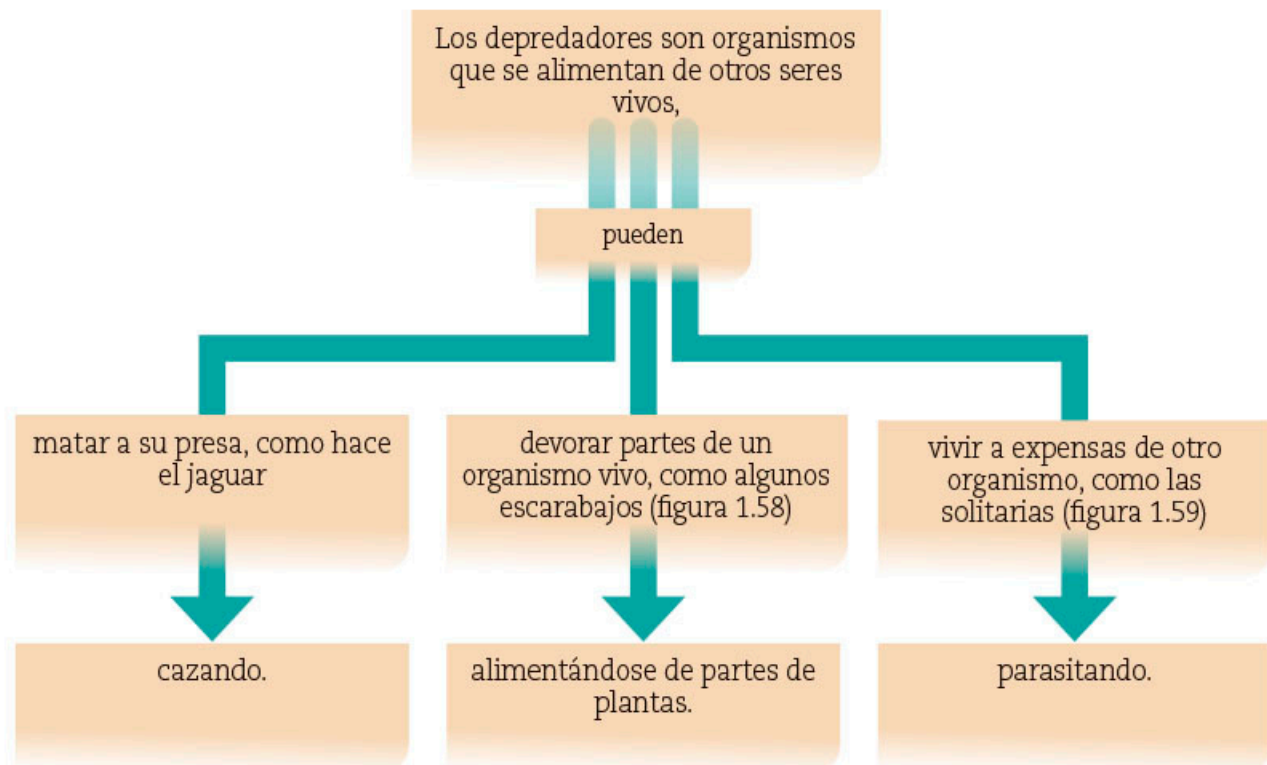 Los depredadores son organismos
que se alimentan de otros seres
vivos,
pueden
matar a su presa, como hace
el jaguar
devorar partes de un
organismo vivo, como algunos
escarabajos (figura 1.58)
vivir a expensas de otro
organismo, como las
solitarias (figura 1.59)
cazando.
alimentándose de partes de
plantas.
parasitando.